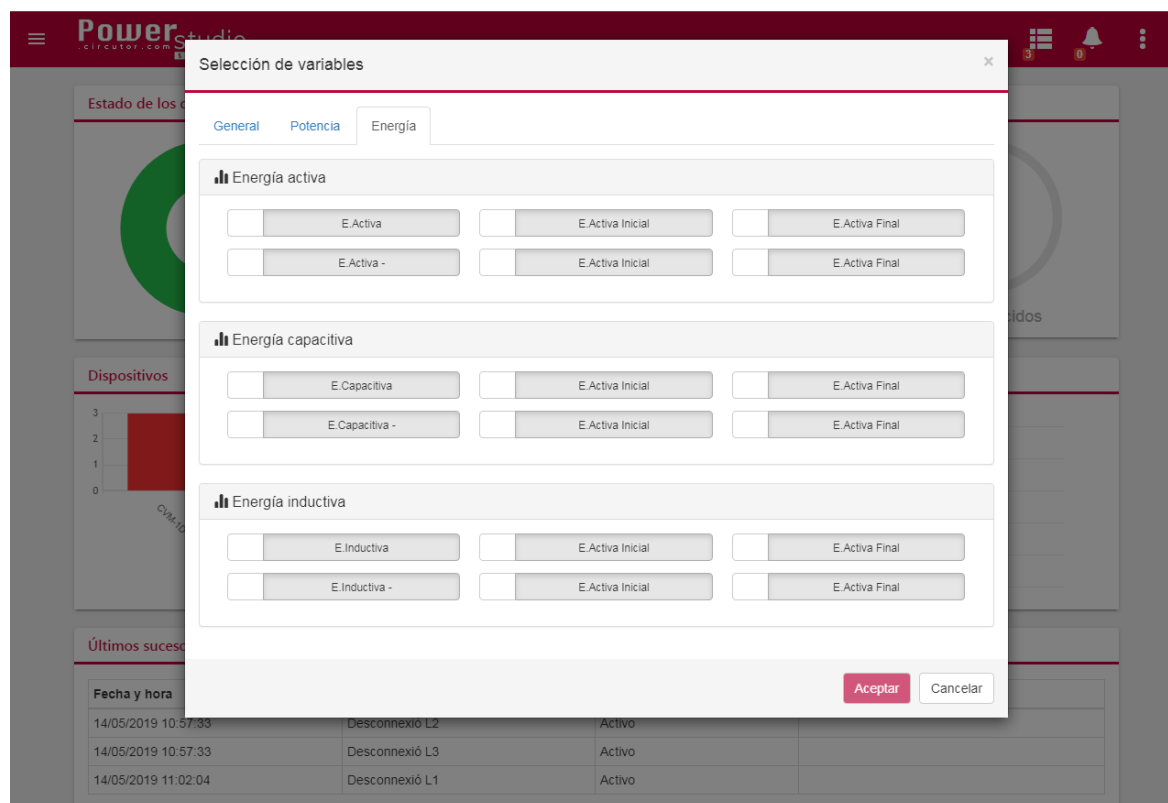 Power studio
.circutor.com
3
0
Selección de variables
×
Estado de los
General Potencia Energía
Energía activa
E.Activa E.Activa Inicial E.Activa Final
E.Activa - E.Activa Inicial E.Activa Final
cidos
Energía capacitiva
Dispositivos
E.Capacitiva E.Activa Inicial E.Activa Final
3
E.Capacitiva - E.Activa Inicial E.Activa Final
2
1
0
Energía inductiva
CVM-1D
E.Inductiva E.Activa Inicial E.Activa Final
E.Inductiva - E.Activa Inicial E.Activa Final
Últimos suceso
Aceptar Cancelar
Fecha y hora
14/05/2019 10:57:33 Desconnexió L2 Activo
14/05/2019 10:57:33 Desconnexió L3 Activo
14/05/2019 11:02:04 Desconnexió L1 Activo